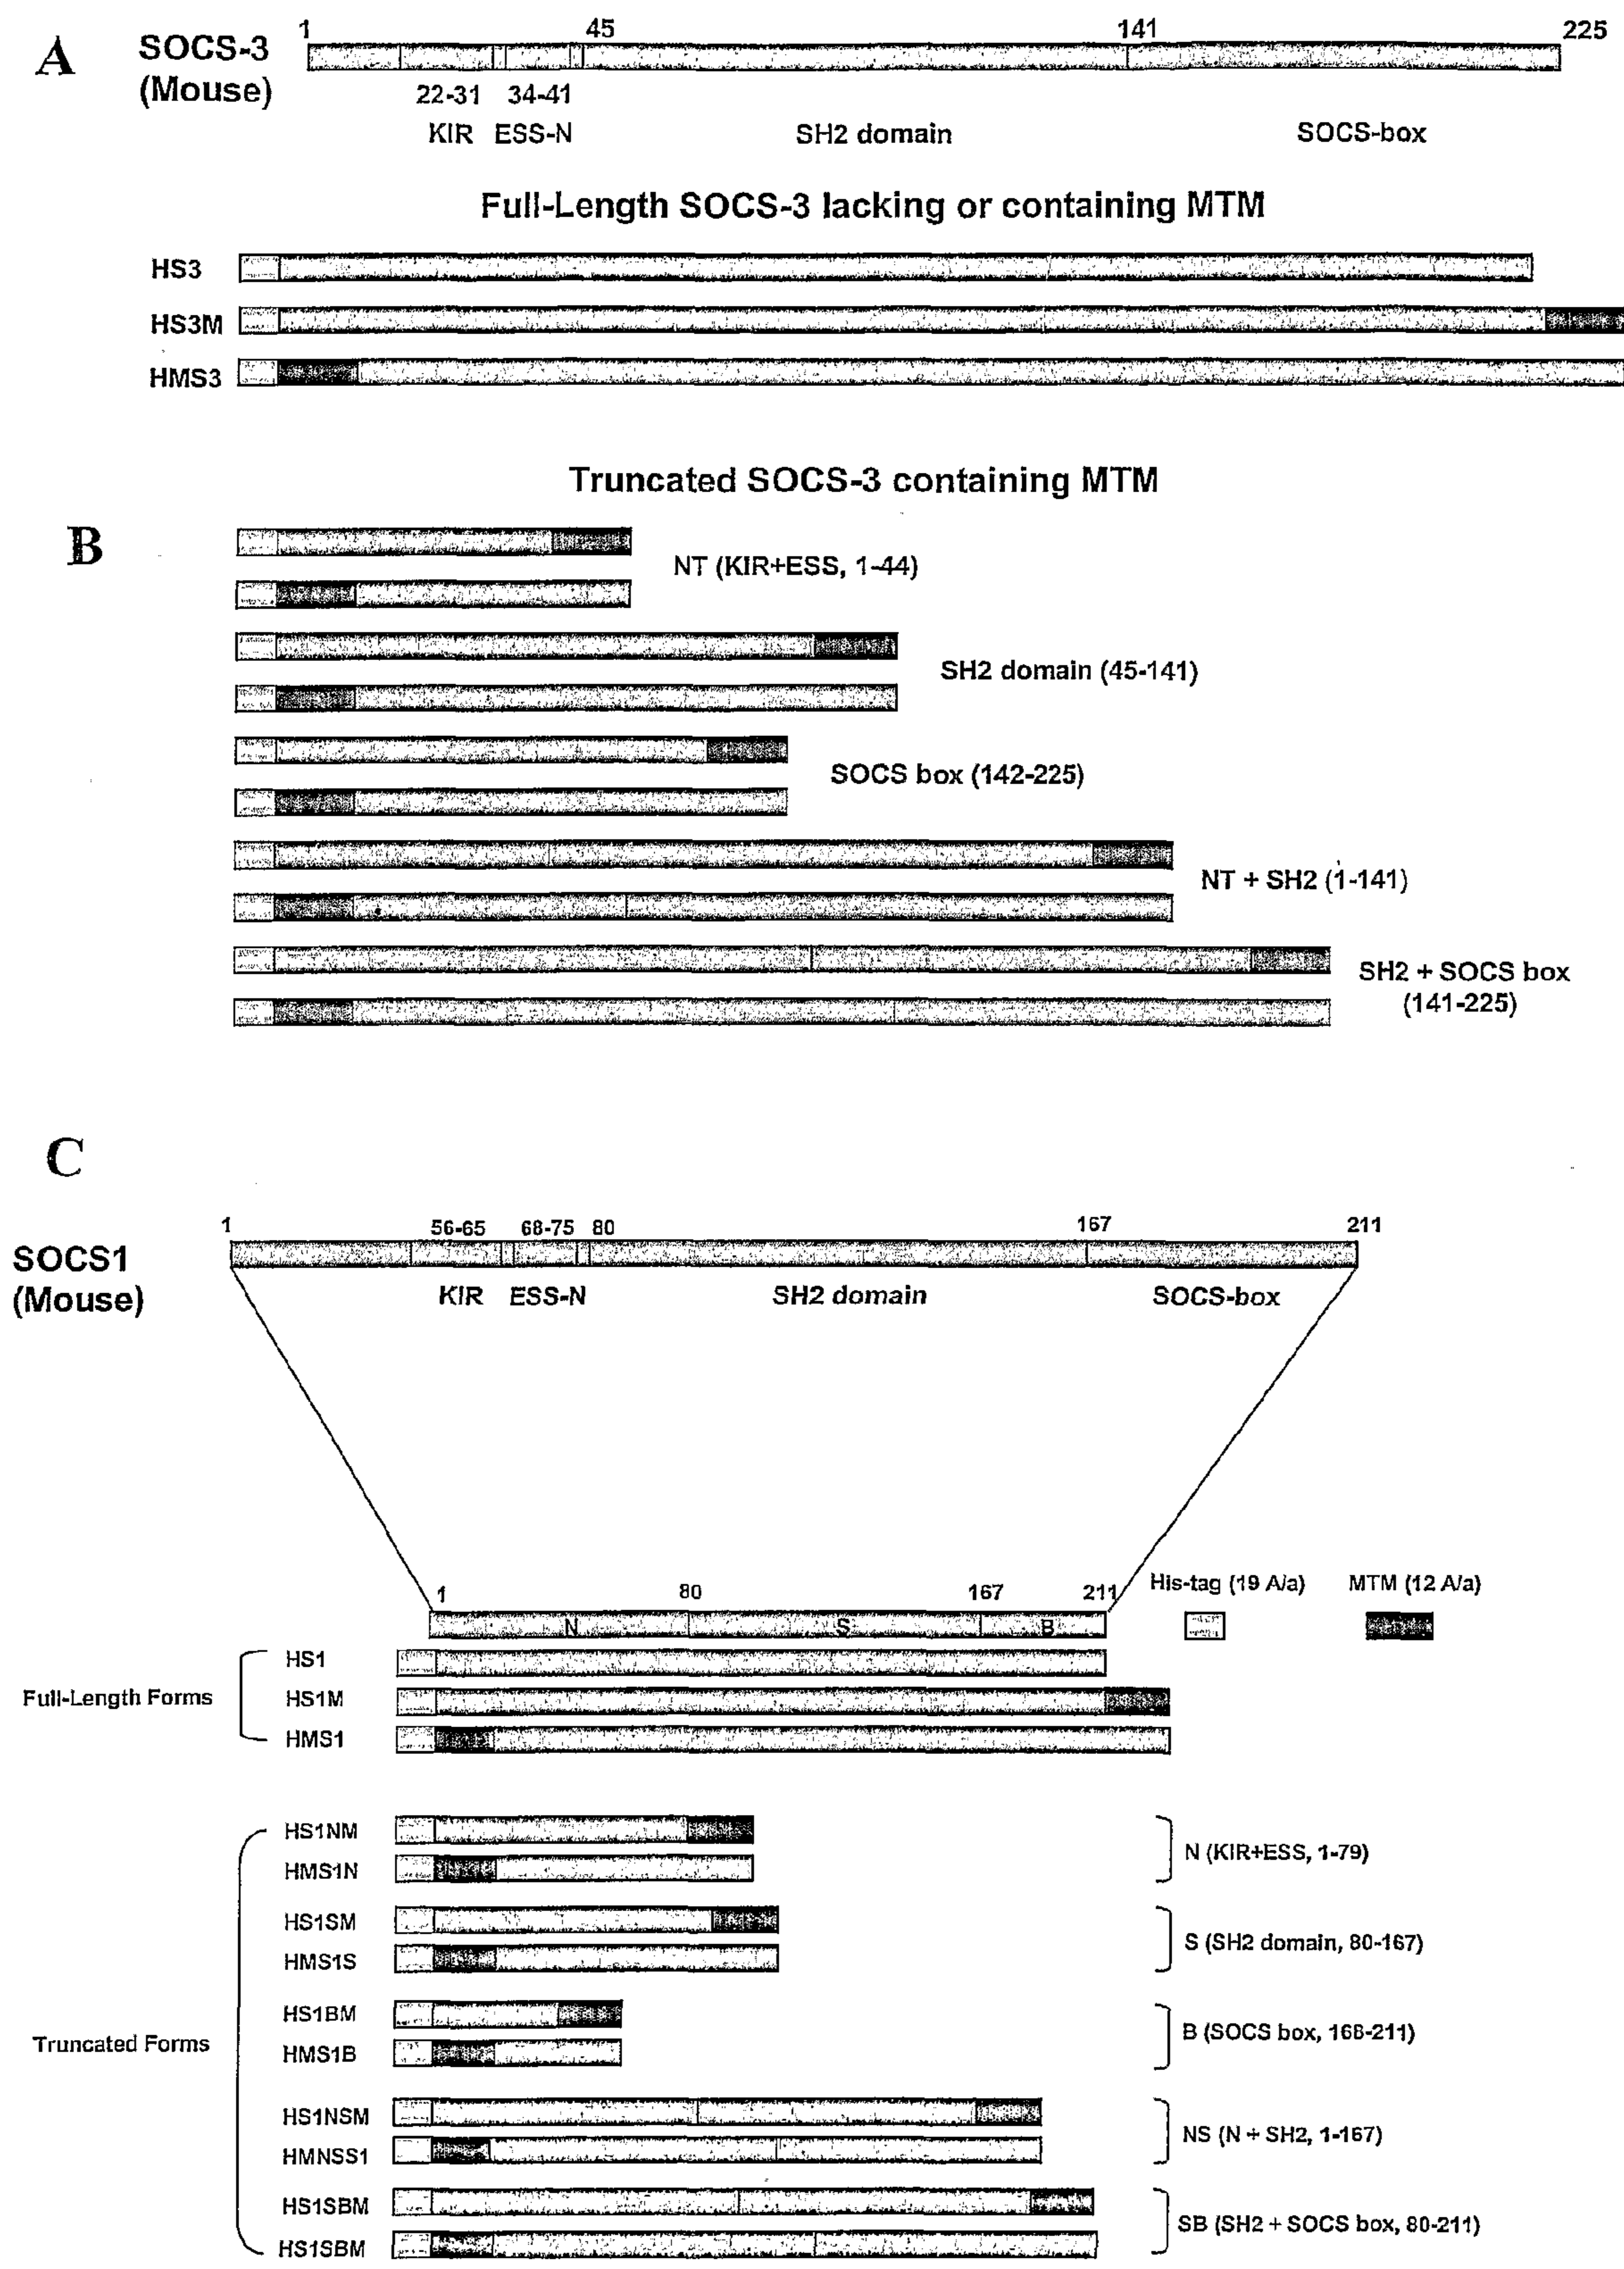 A
SOCS-3
(Mouse)
1 45 141 225
22-31 34-41
KIR ESS-N SH2 domain SOCS-box
Full-Length SOCS-3 lacking or containing MTM
HS3
HS3M
HMS3
Truncated SOCS-3 containing MTM
B
NT (KIR+ESS, 1-44)
SH2 domain (45-141)
SOCS box (142-225)
NT + SH2 (1-141)
SH2 + SOCS box
(141-225)
C
1 56-65 68-75 80 167 211
SOCS1
(Mouse)
KIR ESS-N SH2 domain SOCS-box
1 80 167 211
His-tag (19 A/a) MTM (12 A/a)
N S B
Full-Length Forms
HS1
HS1M
HMS1
Truncated Forms
HS1NM
HMS1N
N (KIR+ESS, 1-79)
HS1SM
HMS1S
S (SH2 domain, 80-167)
HS1BM
HMS1B
B (SOCS box, 168-211)
HS1NSM
HMNSS1
NS (N + SH2, 1-167)
HS1SBM
HS1SBM
SB (SH2 + SOCS box, 80-211)